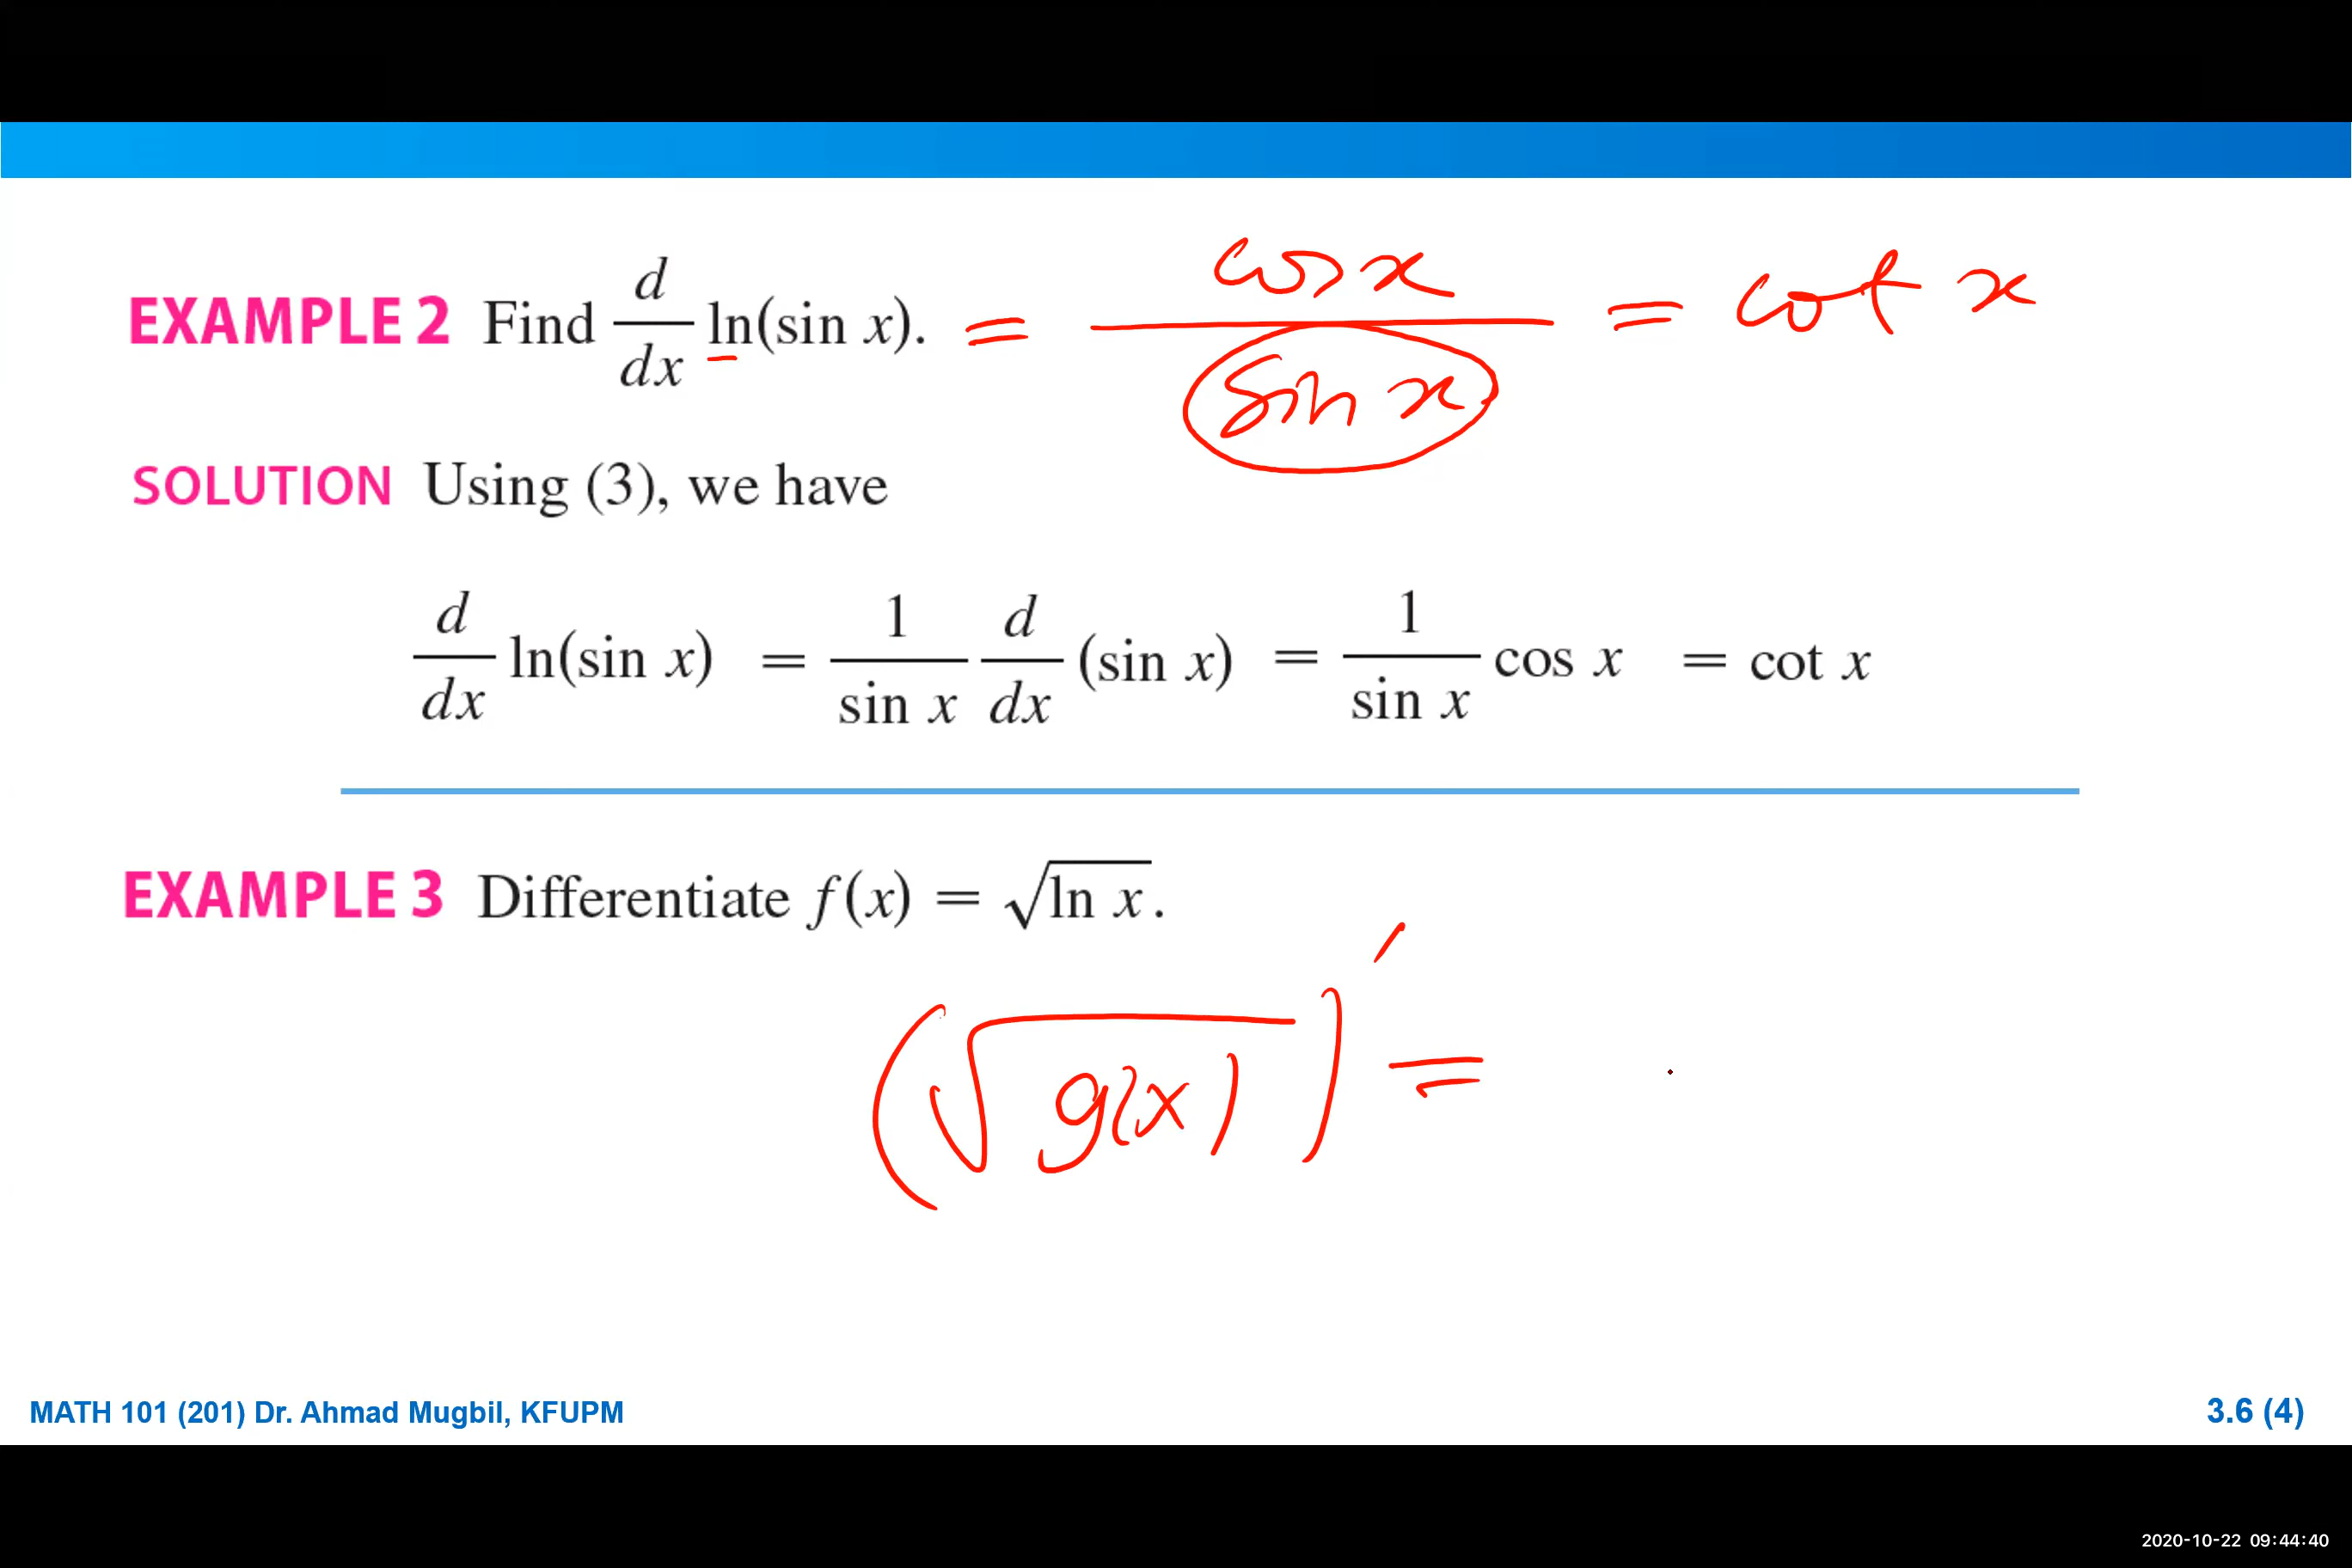 EXAMPLE 2 Find d/dx ln(sin x). = cos x / sin x = cot x
SOLUTION Using (3), we have
d/dx ln(sin x) = 1/sin x d/dx (sin x) = 1/sin x cos x = cot x
EXAMPLE 3 Differentiate f(x) = √ln x.
(√g(x))′ =
MATH 101 (201) Dr. Ahmad Mugbil, KFUPM
3.6 (4)
2020-10-22 09:44:40